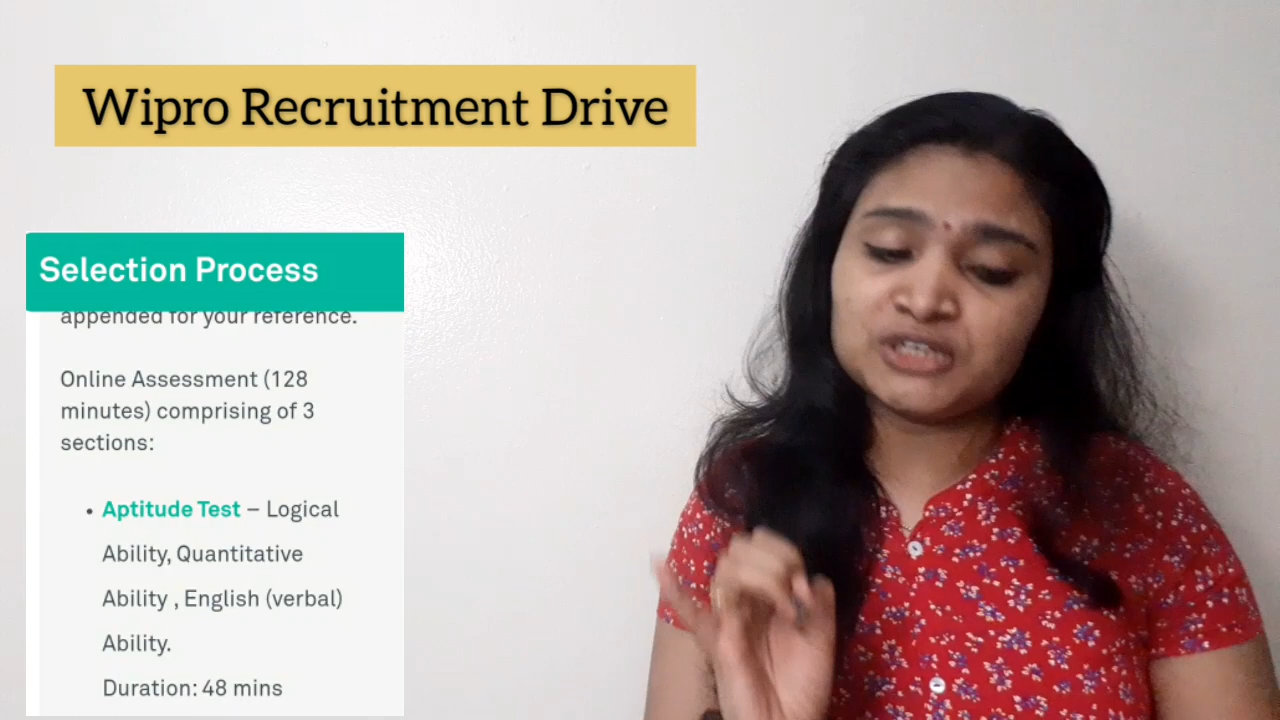 Wipro Recruitment Drive
Selection Process
appended for your reference.
Online Assessment (128
minutes) comprising of 3
sections:
• Aptitude Test – Logical
Ability, Quantitative
Ability , English (verbal)
Ability.
Duration: 48 mins